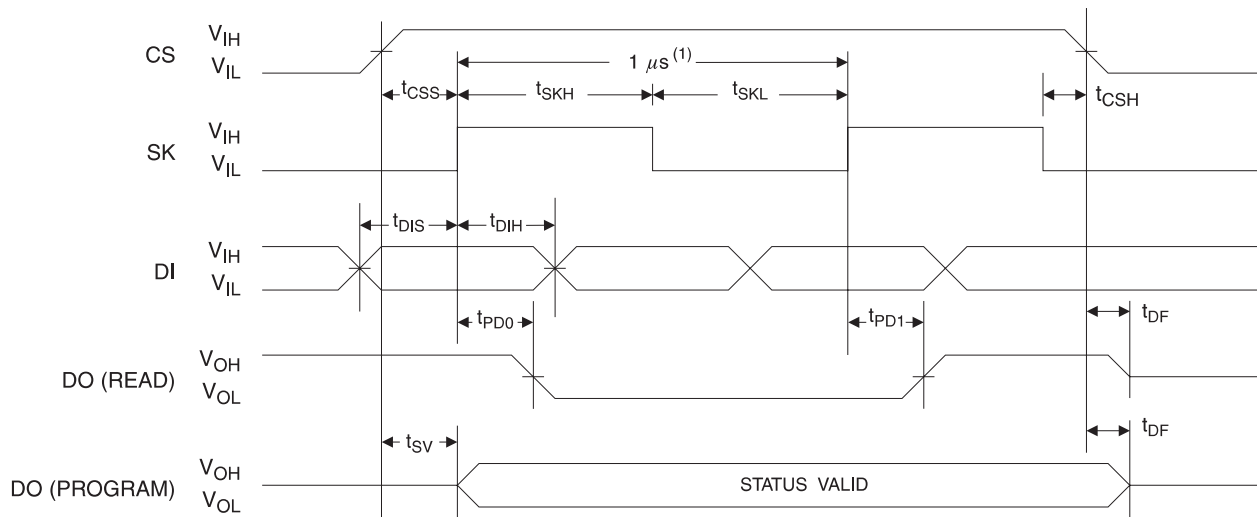 CS
V_IH
V_IL
1 μs(1)
t_CSS
t_SKH
t_SKL
t_CSH
SK
V_IH
V_IL
t_DIS
t_DIH
DI
V_IH
V_IL
t_PD0
t_PD1
t_DF
DO (READ)
V_OH
V_OL
t_SV
t_DF
DO (PROGRAM)
V_OH
V_OL
STATUS VALID